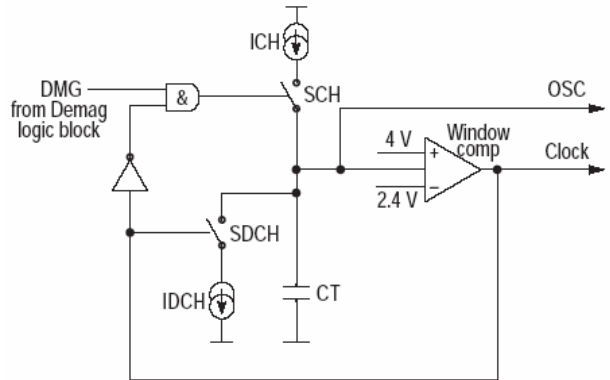 ICH
DMG
from Demag
logic block
&
SCH
OSC
4 V
+
Window
comp
Clock
2.4 V
−
SDCH
IDCH
CT